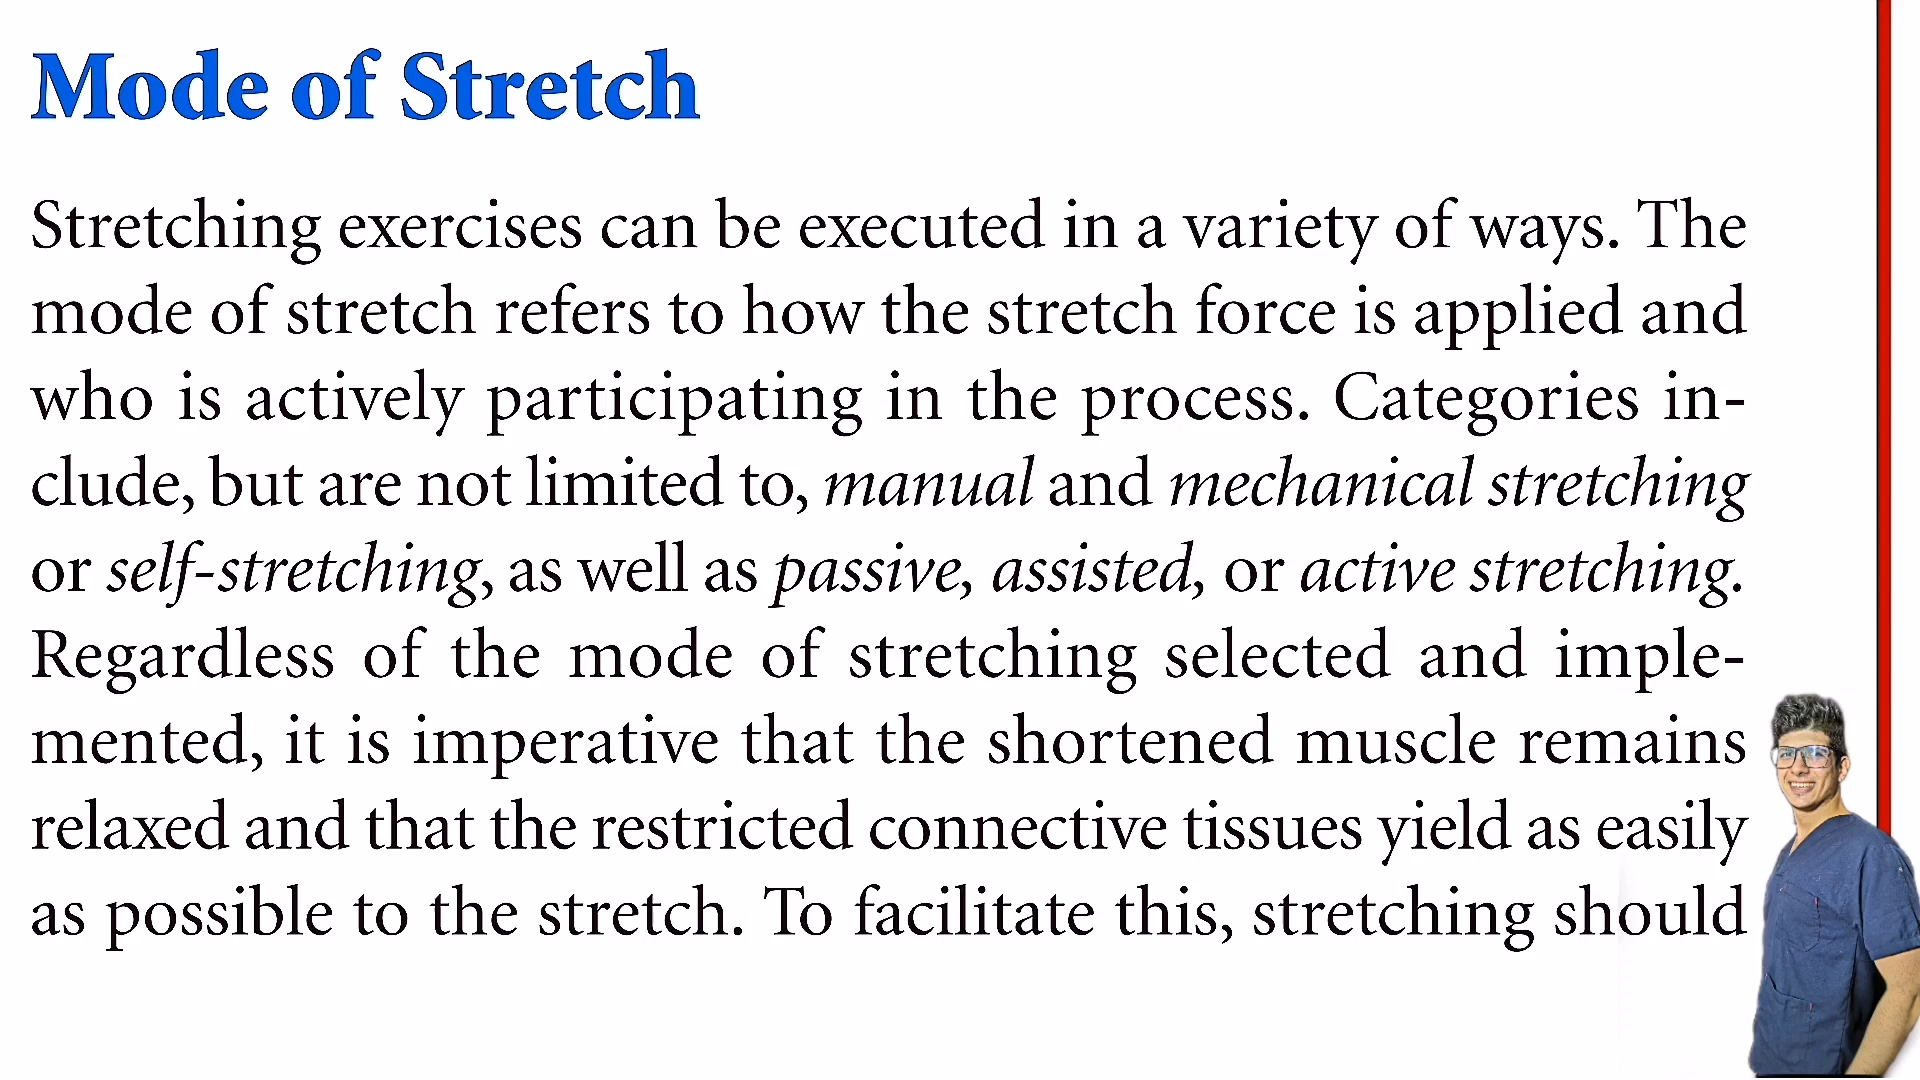 Mode of Stretch
Stretching exercises can be executed in a variety of ways. The
mode of stretch refers to how the stretch force is applied and
who is actively participating in the process. Categories in-
clude, but are not limited to, manual and mechanical stretching
or self-stretching, as well as passive, assisted, or active stretching.
Regardless of the mode of stretching selected and imple-
mented, it is imperative that the shortened muscle remains
relaxed and that the restricted connective tissues yield as easily
as possible to the stretch. To facilitate this, stretching should